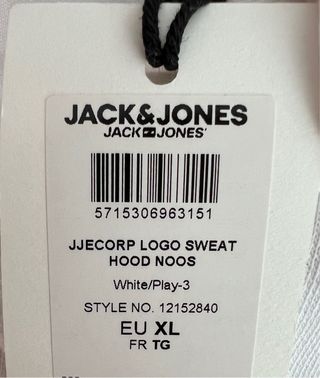 JACK&JONES
JACK JONES'
5715306963151
JJECORP LOGO SWEAT
HOOD NOOS
White/Play-3
STYLE NO. 12152840
EU XL
FR TG